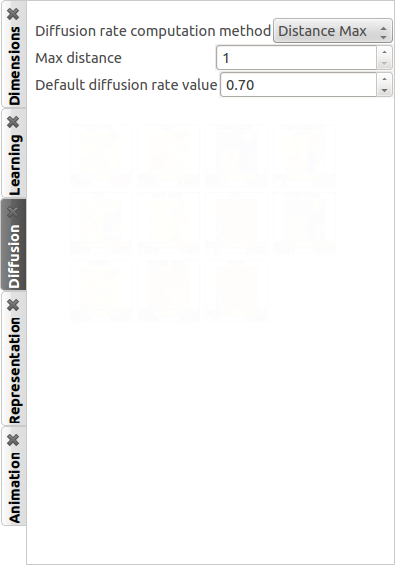 Dimensions
Learning
Diffusion
Representation
Animation
Diffusion rate computation method Distance Max
Max distance 1
Default diffusion rate value 0.70